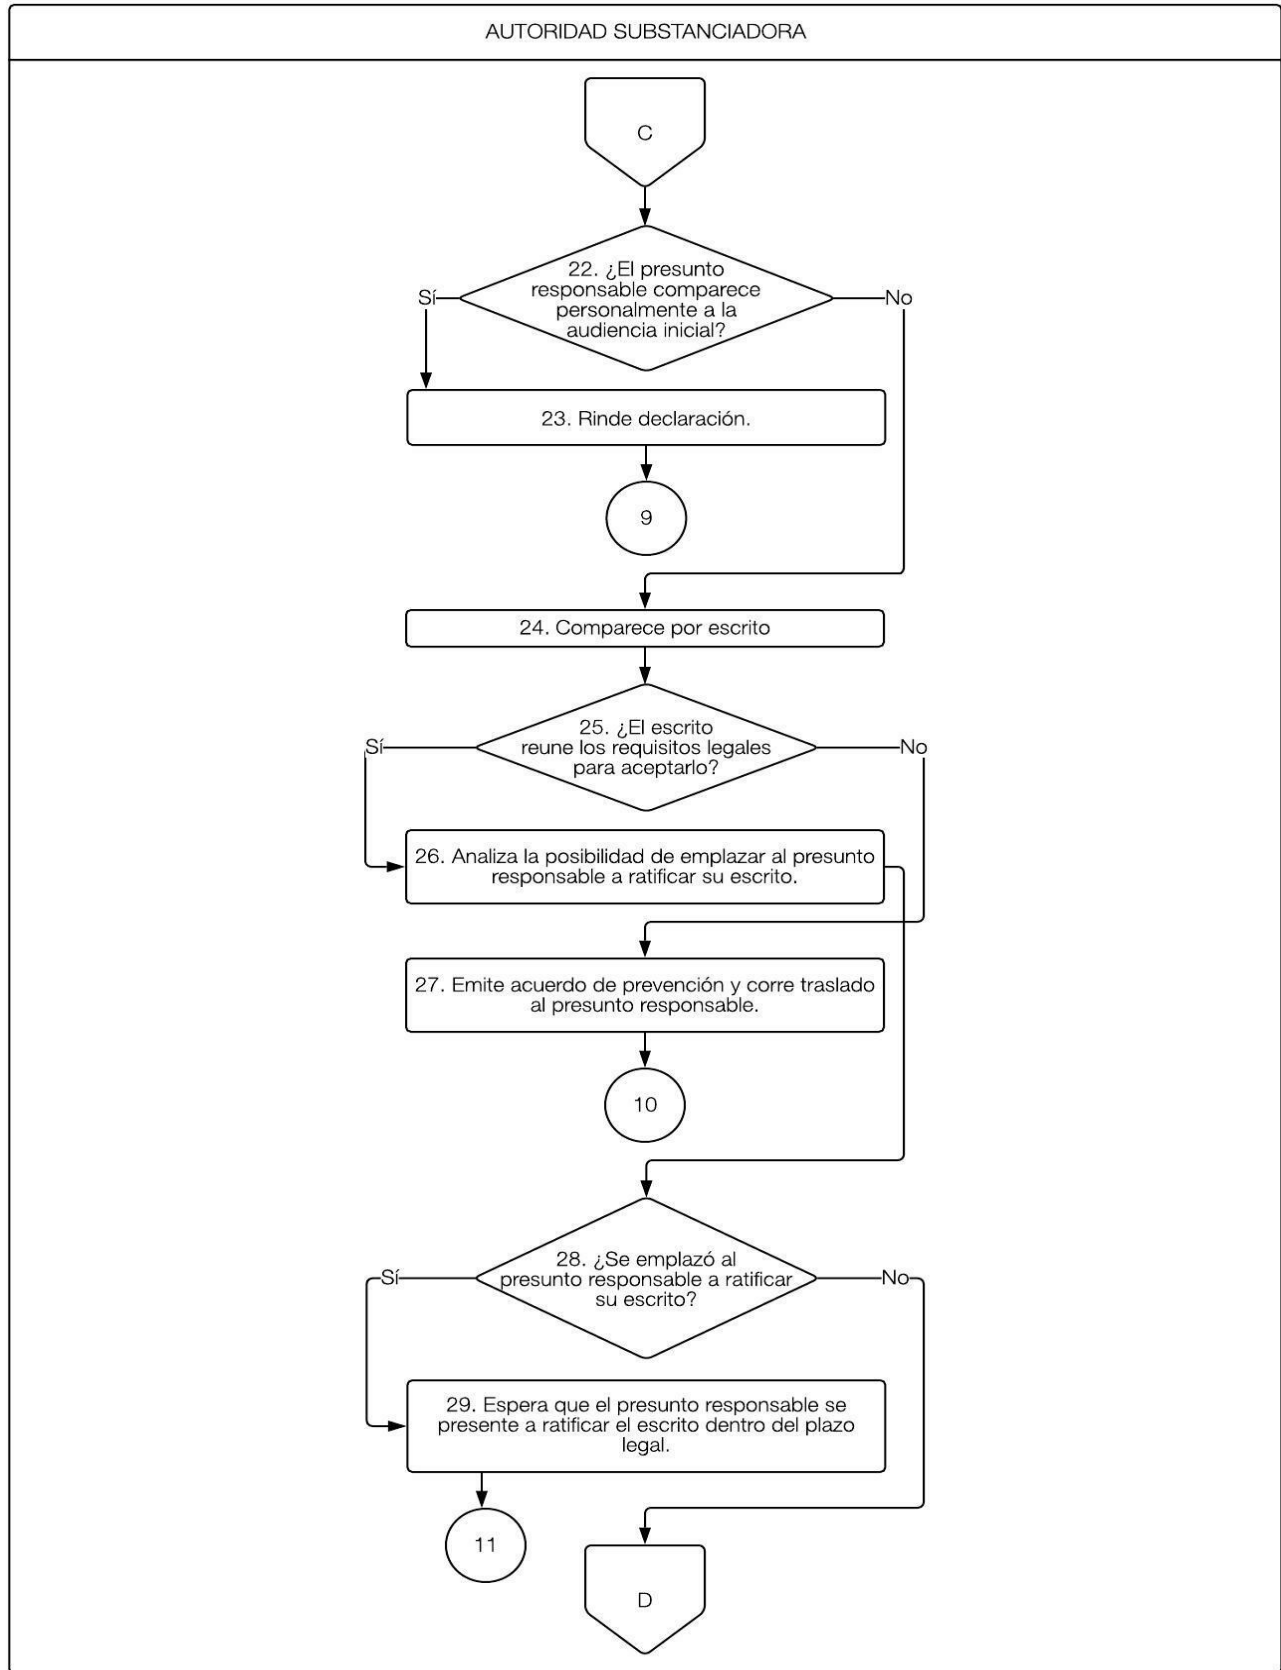 AUTORIDAD SUBSTANCIADORA
C
22. ¿El presunto
responsable comparece
personalmente a la
audiencia inicial?
Sí
No
23. Rinde declaración.
9
24. Comparece por escrito
25. ¿El escrito
reune los requisitos legales
para aceptarlo?
Sí
No
26. Analiza la posibilidad de emplazar al presunto
responsable a ratificar su escrito.
27. Emite acuerdo de prevención y corre traslado
al presunto responsable.
10
28. ¿Se emplazó al
presunto responsable a ratificar
su escrito?
Sí
No
29. Espera que el presunto responsable se
presente a ratificar el escrito dentro del plazo
legal.
11
D